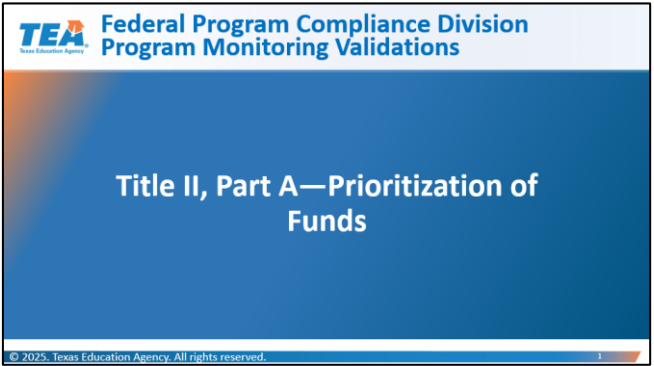 TEA
Texas Education Agency
Federal Program Compliance Division
Program Monitoring Validations
Title II, Part A—Prioritization of
Funds
© 2025. Texas Education Agency. All rights reserved.
1